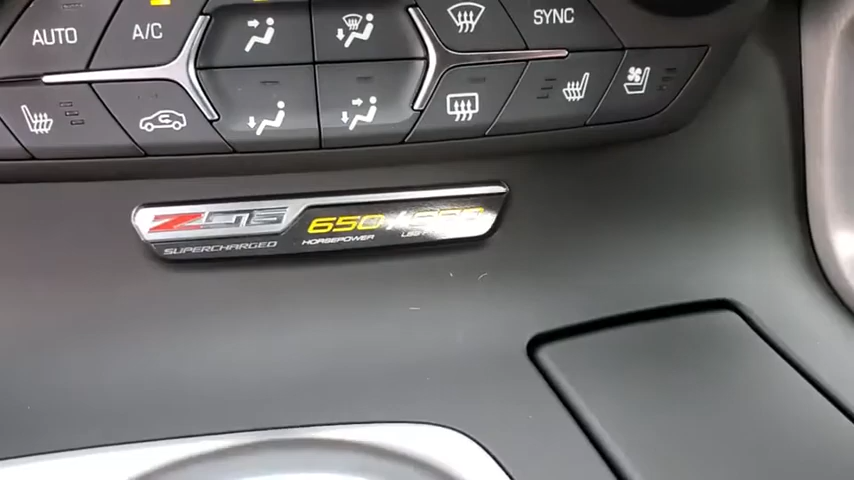 AUTO
A/C
SYNC
Z06
SUPERCHARGED
650
HORSEPOWER